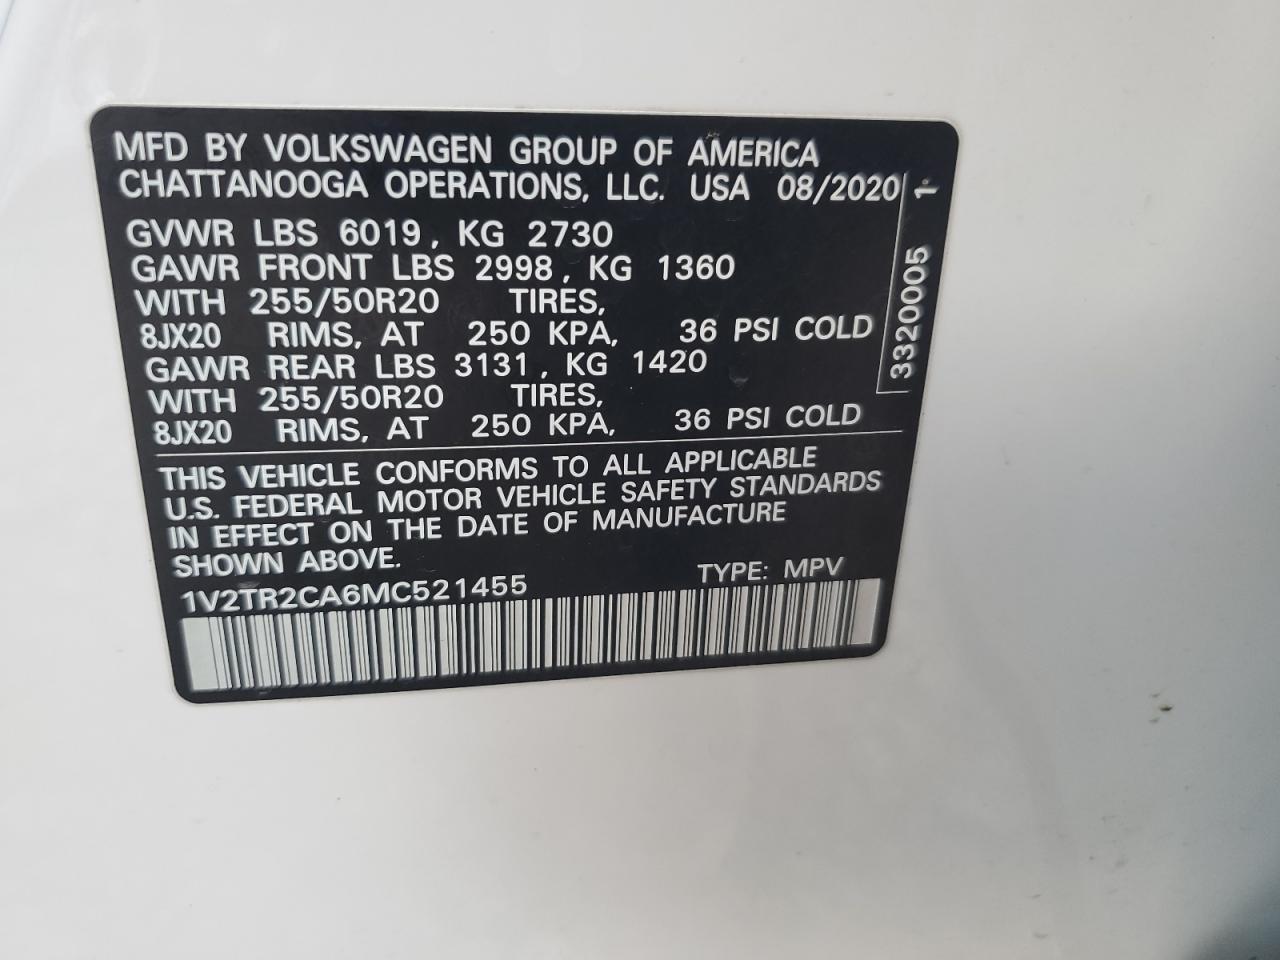 MFD BY VOLKSWAGEN GROUP OF AMERICA
CHATTANOOGA OPERATIONS, LLC. USA 08/2020
GVWR LBS 6019, KG 2730
GAWR FRONT LBS 2998, KG 1360
WITH 255/50R20 TIRES,
8JX20 RIMS, AT 250 KPA, 36 PSI COLD
GAWR REAR LBS 3131, KG 1420
WITH 255/50R20 TIRES,
8JX20 RIMS, AT 250 KPA, 36 PSI COLD
3320005 1°
THIS VEHICLE CONFORMS TO ALL APPLICABLE
U.S. FEDERAL MOTOR VEHICLE SAFETY STANDARDS
IN EFFECT ON THE DATE OF MANUFACTURE
SHOWN ABOVE.
1V2TR2CA6MC521455 TYPE: MPV